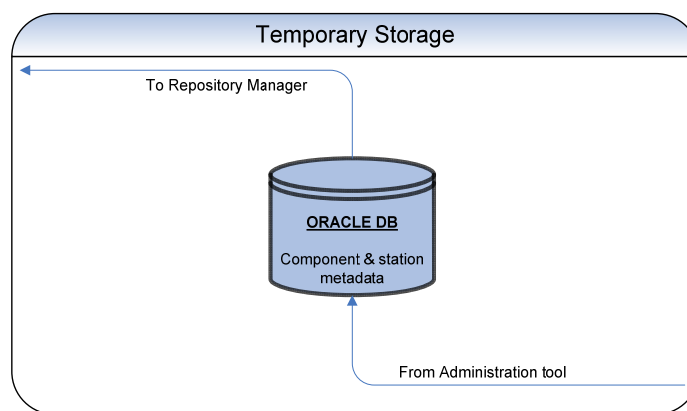 Temporary Storage
To Repository Manager
ORACLE DB
Component & station
metadata
From Administration tool